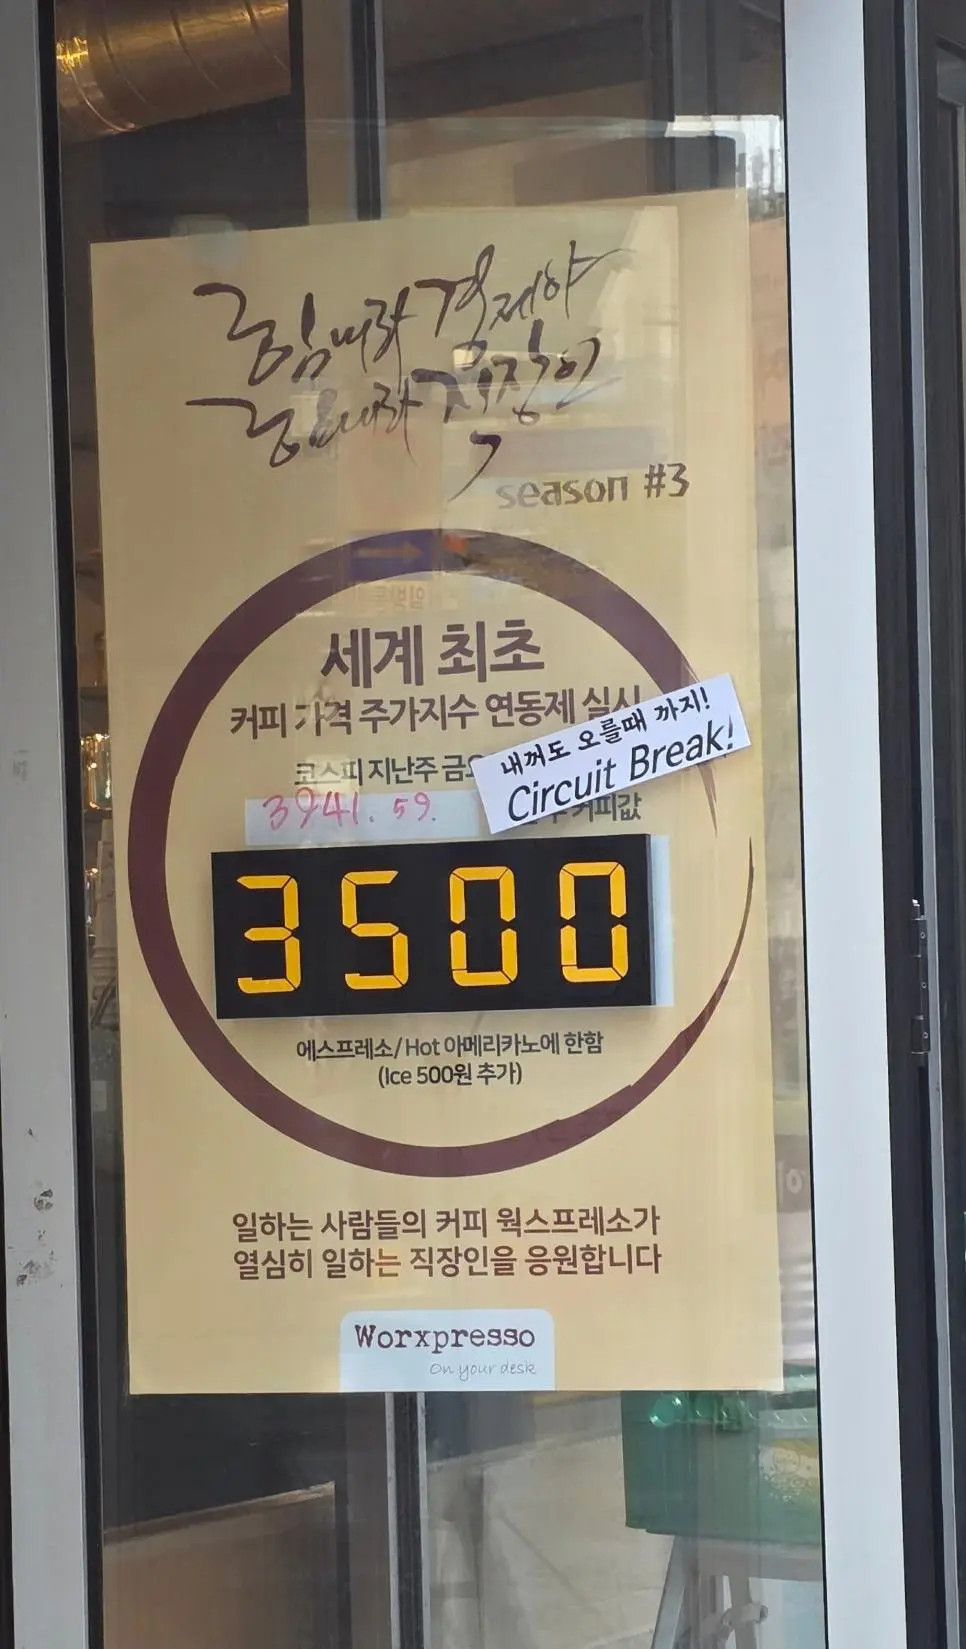 힘내라 경제야
힘내라 직장인
season #3
세계 최초
커피 가격 주가지수 연동제 실시
내꺼도 오를때 까지!
Circuit Break!
코스피 지난주 금요
3941.59.
커피값
3500
에스프레소/Hot 아메리카노에 한함
(Ice 500원 추가)
일하는 사람들의 커피 웍스프레소가
열심히 일하는 직장인을 응원합니다
Worxpresso
On your desk